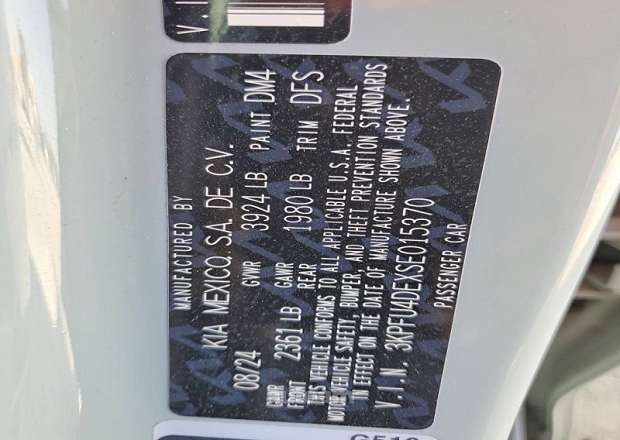 V.I
MANUFACTURED BY
KIA MEXICO, S.A. DE C.V.
08/24 GVWR 3924 LB PAINT DM4
GAWR FRONT 2361 LB GAWR REAR 1980 LB TRIM DFS
THIS VEHICLE CONFORMS TO ALL APPLICABLE U.S.A. FEDERAL
MOTOR VEHICLE SAFETY, BUMPER, AND THEFT PREVENTION STANDARDS
IN EFFECT ON THE DATE OF MANUFACTURE SHOWN ABOVE.
V.I.N. 3KPFU4DEXSE015370
PASSENGER CAR